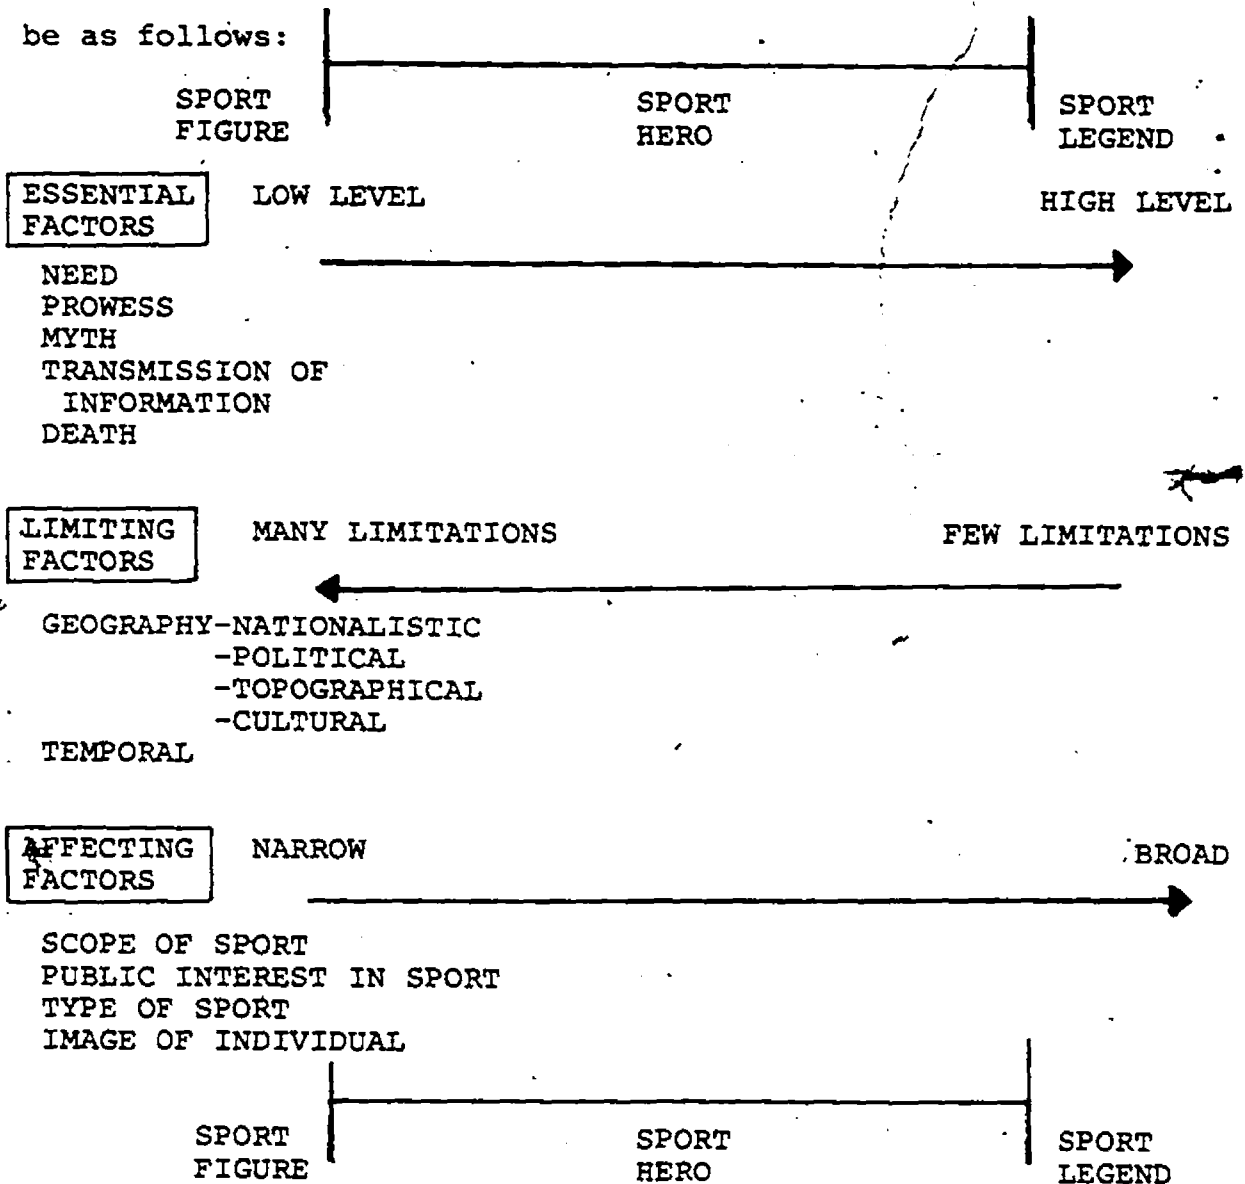 be as follows:
SPORT SPORT SPORT
FIGURE HERO LEGEND
ESSENTIAL LOW LEVEL HIGH LEVEL
FACTORS
NEED
PROWESS
MYTH
TRANSMISSION OF
INFORMATION
DEATH
LIMITING MANY LIMITATIONS FEW LIMITATIONS
FACTORS
GEOGRAPHY-NATIONALISTIC
-POLITICAL
-TOPOGRAPHICAL
-CULTURAL
TEMPORAL
AFFECTING NARROW BROAD
FACTORS
SCOPE OF SPORT
PUBLIC INTEREST IN SPORT
TYPE OF SPORT
IMAGE OF INDIVIDUAL
SPORT SPORT SPORT
FIGURE HERO LEGEND